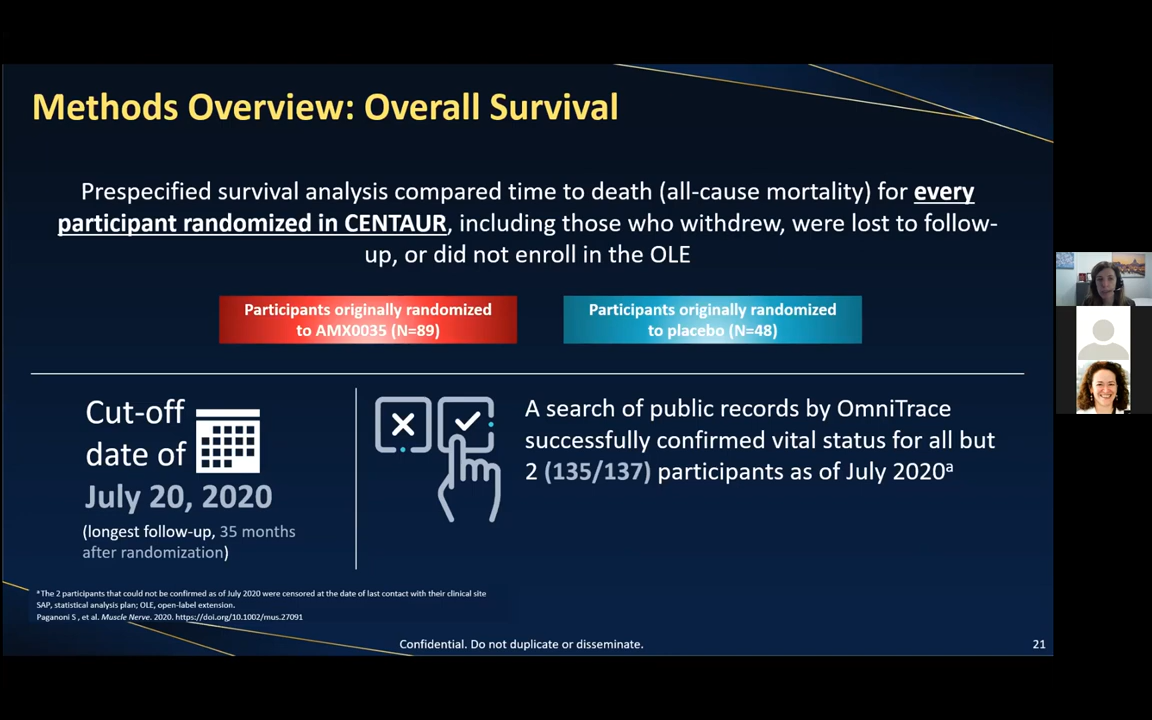 Methods Overview: Overall Survival
Prespecified survival analysis compared time to death (all-cause mortality) for every
participant randomized in CENTAUR, including those who withdrew, were lost to follow-
up, or did not enroll in the OLE
Participants originally randomized
to AMX0035 (N=89)
Participants originally randomized
to placebo (N=48)
Cut-off
date of
July 20, 2020
(longest follow-up, 35 months
after randomization)
A search of public records by OmniTrace
successfully confirmed vital status for all but
2 (135/137) participants as of July 2020ᵃ
ᵃThe 2 participants that could not be confirmed as of July 2020 were censored at the date of last contact with their clinical site
SAP, statistical analysis plan; OLE, open-label extension.
Paganoni S , et al. Muscle Nerve. 2020. https://doi.org/10.1002/mus.27091
Confidential. Do not duplicate or disseminate.
21